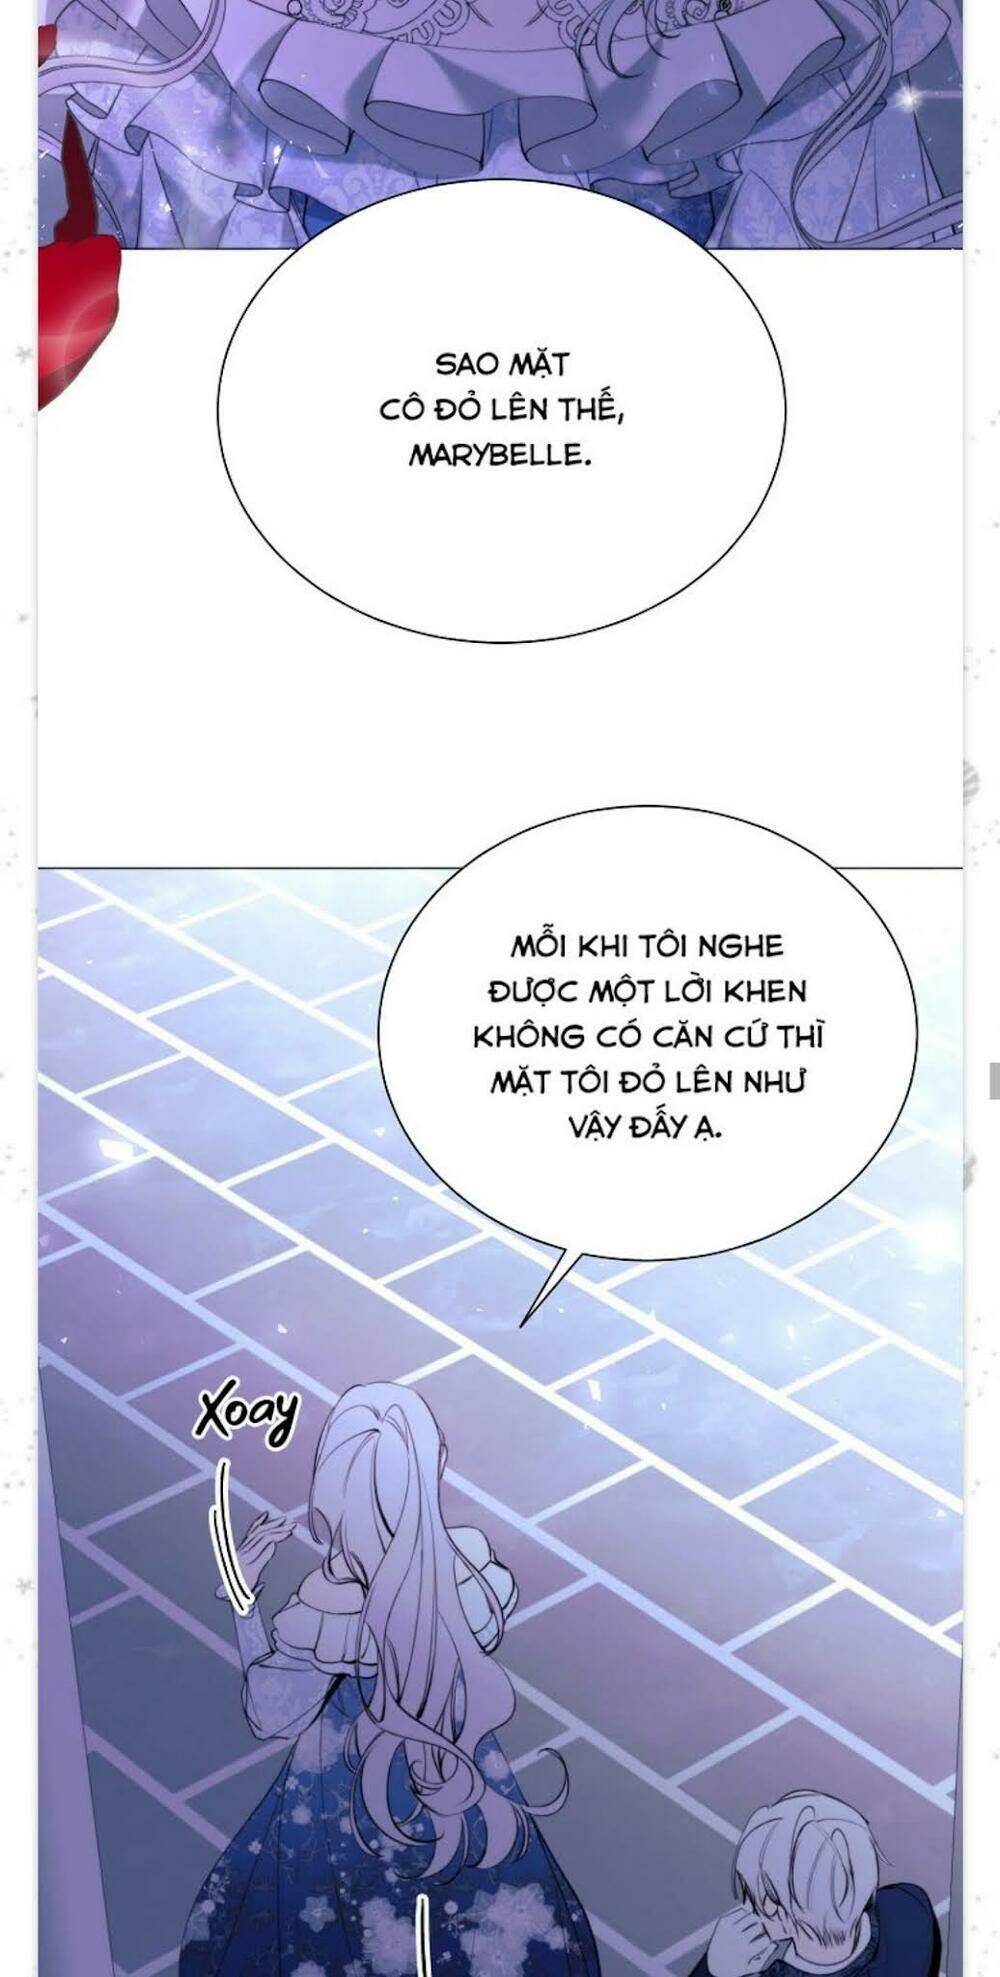 SAO MẶT
CÔ ĐỎ LÊN THẾ,
MARYBELLE.
MỖI KHI TÔI NGHE
ĐƯỢC MỘT LỜI KHEN
KHÔNG CÓ CĂN CỨ THÌ
MẶT TÔI ĐỎ LÊN NHƯ
VẬY ĐẤY Ạ.
Xoay